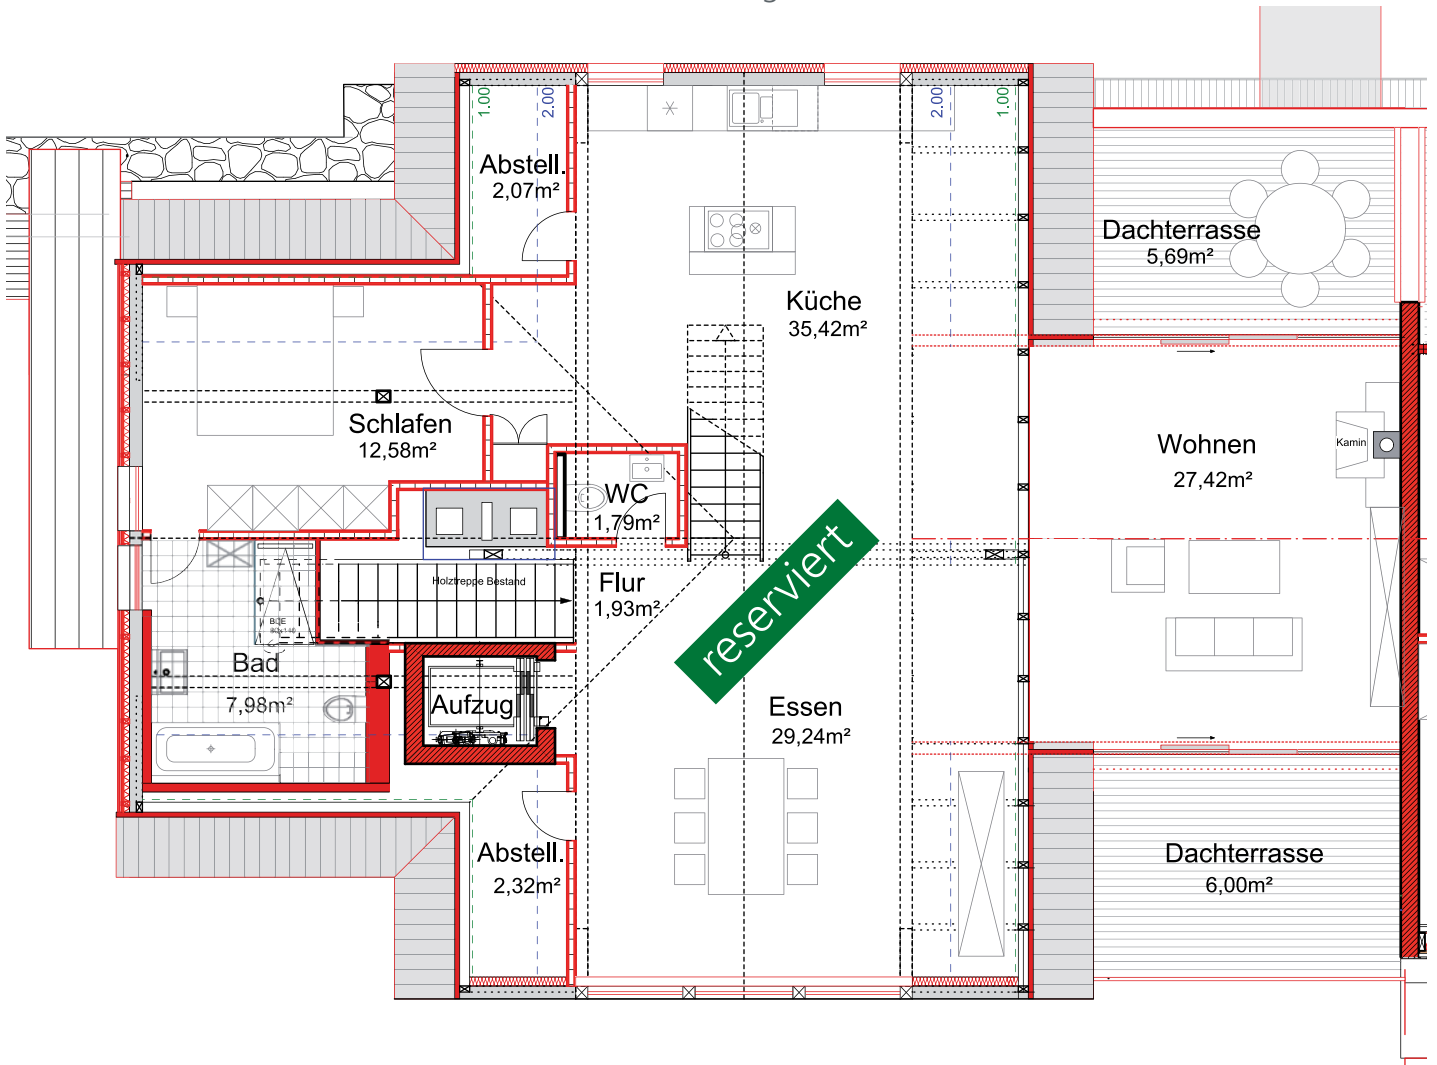 1.00
2.00
2.00
1.00
Abstell.
2,07m²
Dachterrasse
5,69m²
Küche
35,42m²
Schlafen
12,58m²
Wohnen
27,42m²
Kamin
WC
1,79m²
reserviert
Holztreppe Bestand
Flur
1,93m²
Bad
7,98m²
Aufzug
Essen
29,24m²
Abstell.
2,32m²
Dachterrasse
6,00m²